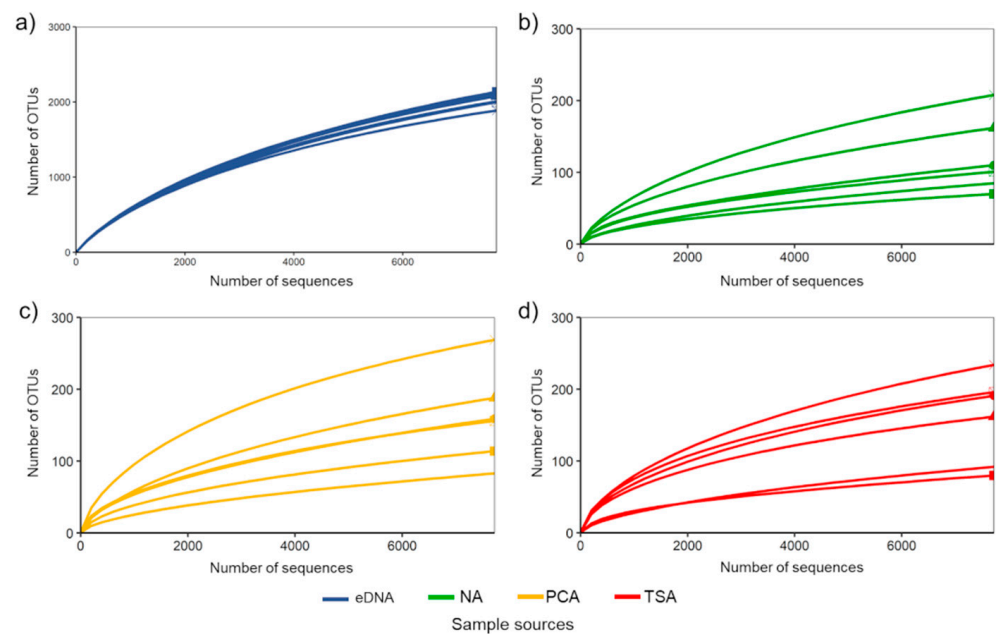 a)
3000
2000
1000
0
Number of OTUs
0 2000 4000 6000
Number of sequences
b)
300
200
100
0
Number of OTUs
0 2000 4000 6000
Number of sequences
c)
300
200
100
0
Number of OTUs
0 2000 4000 6000
Number of sequences
d)
300
200
100
0
Number of OTUs
0 2000 4000 6000
Number of sequences
eDNA NA PCA TSA
Sample sources